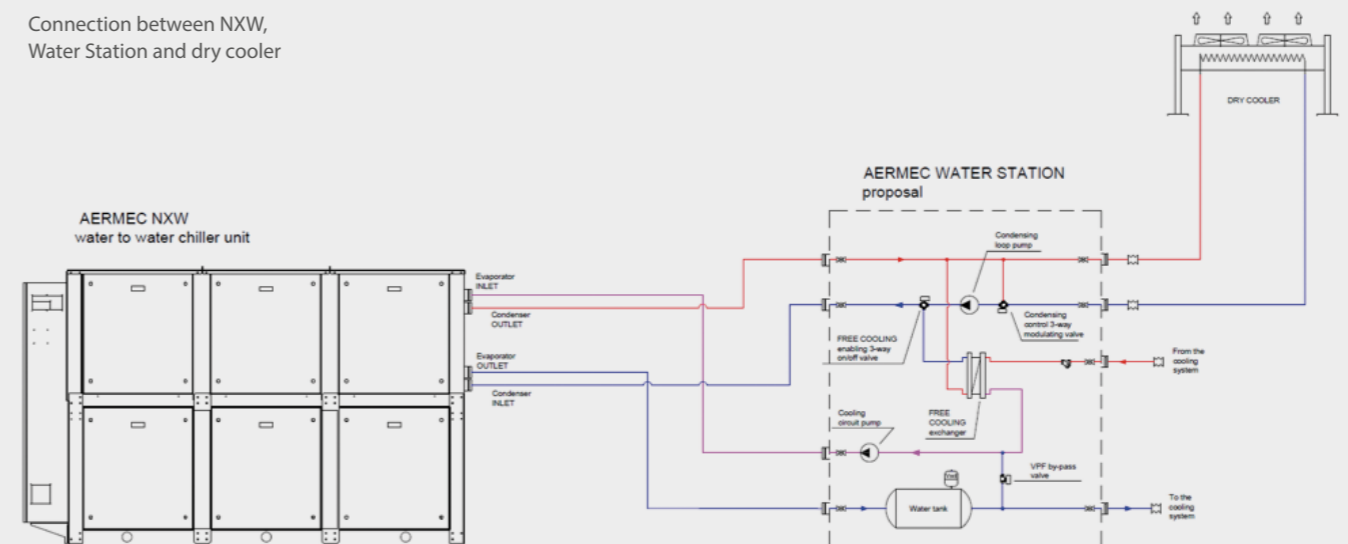 Connection between NXW,
Water Station and dry cooler
DRY COOLER
AERMEC WATER STATION
proposal
AERMEC NXW
water to water chiller unit
Evaporator
INLET
Condenser
OUTLET
Evaporator
OUTLET
Condenser
INLET
Condensing
loop pump
Condensing
control 3-way
modulating valve
FREE COOLING
enabling 3-way
on/off valve
From the
cooling
system
Cooling
circuit pump
FREE
COOLING
exchanger
VPF by-pass
valve
Water tank
To the
cooling
system